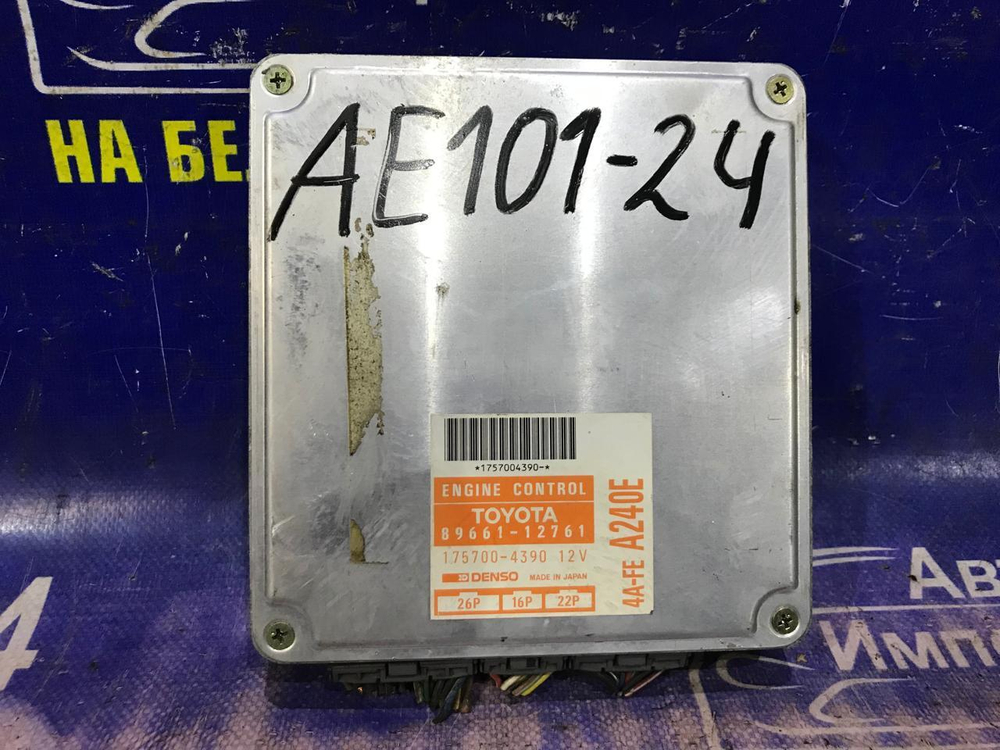 НА БЕ
AE101-24
*1757004390-*
ENGINE CONTROL
TOYOTA
89661-12761
175700-4390 12V
DENSO MADE IN JAPAN
26P 16P 22P
4A-FE A240E
4
Авт
Импо